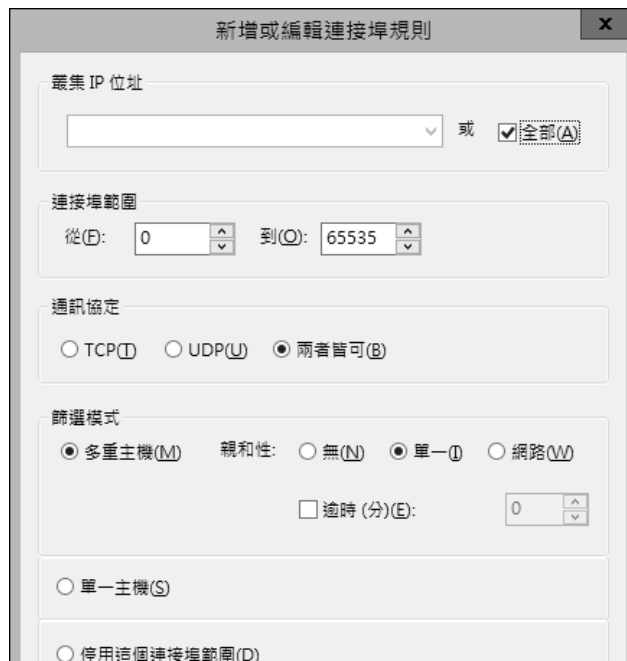 新增或編輯連接埠規則 x
叢集 IP 位址
或 全部(A)
連接埠範圍
從(F): 0 到(O): 65535
通訊協定
TCP(T) UDP(U) 兩者皆可(B)
篩選模式
多重主機(M) 親和性: 無(N) 單一(I) 網路(W)
逾時 (分)(E): 0
單一主機(S)
停用這個連接埠範圍(D)